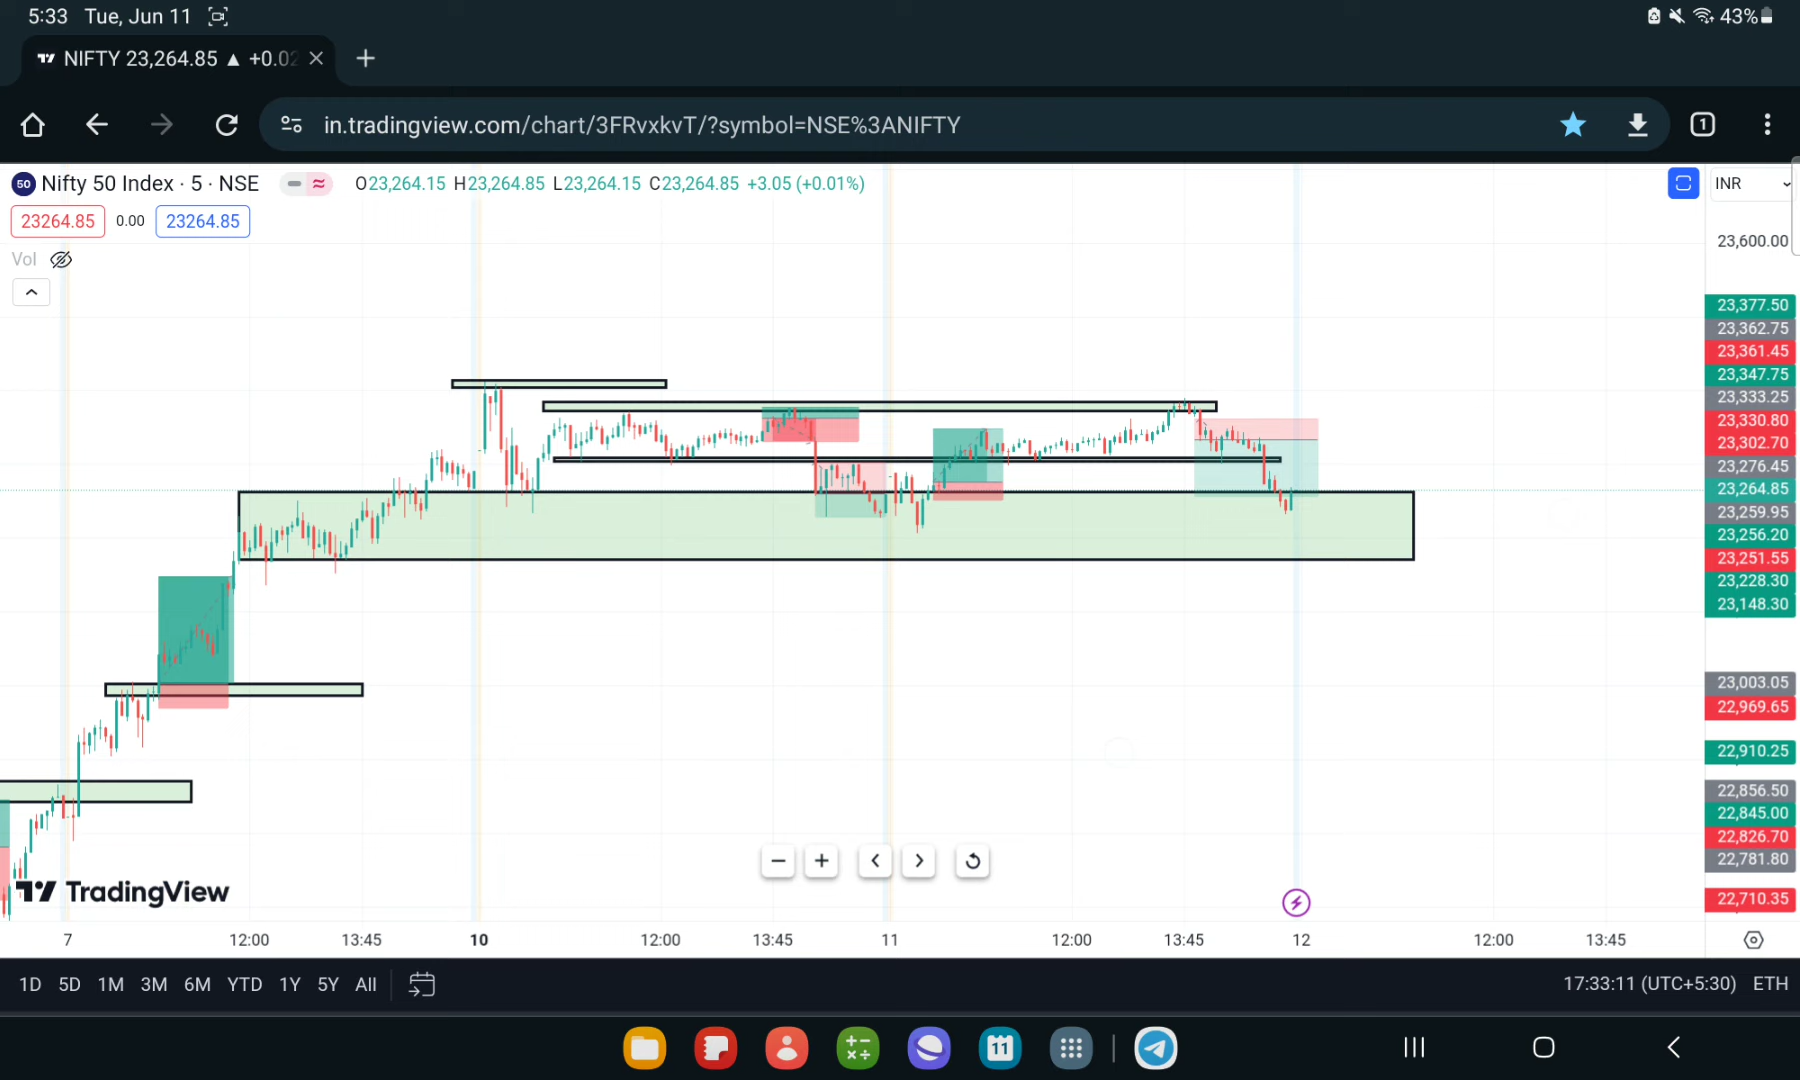 5:33 Tue, Jun 11 43%
NIFTY 23,264.85 ▲ +0.02
in.tradingview.com/chart/3FRvxkvT/?symbol=NSE%3ANIFTY 1
50 Nifty 50 Index · 5 · NSE O23,264.15 H23,264.85 L23,264.15 C23,264.85 +3.05 (+0.01%) INR
23264.85 0.00 23264.85
Vol
23,600.00
23,377.50
23,362.75
23,361.45
23,347.75
23,333.25
23,330.80
23,302.70
23,276.45
23,264.85
23,259.95
23,256.20
23,251.55
23,228.30
23,148.30
23,003.05
22,969.65
22,910.25
22,856.50
22,845.00
22,826.70
22,781.80
22,710.35
TradingView
7 12:00 13:45 10 12:00 13:45 11 12:00 13:45 12 12:00 13:45
1D 5D 1M 3M 6M YTD 1Y 5Y All 17:33:11 (UTC+5:30) ETH
11